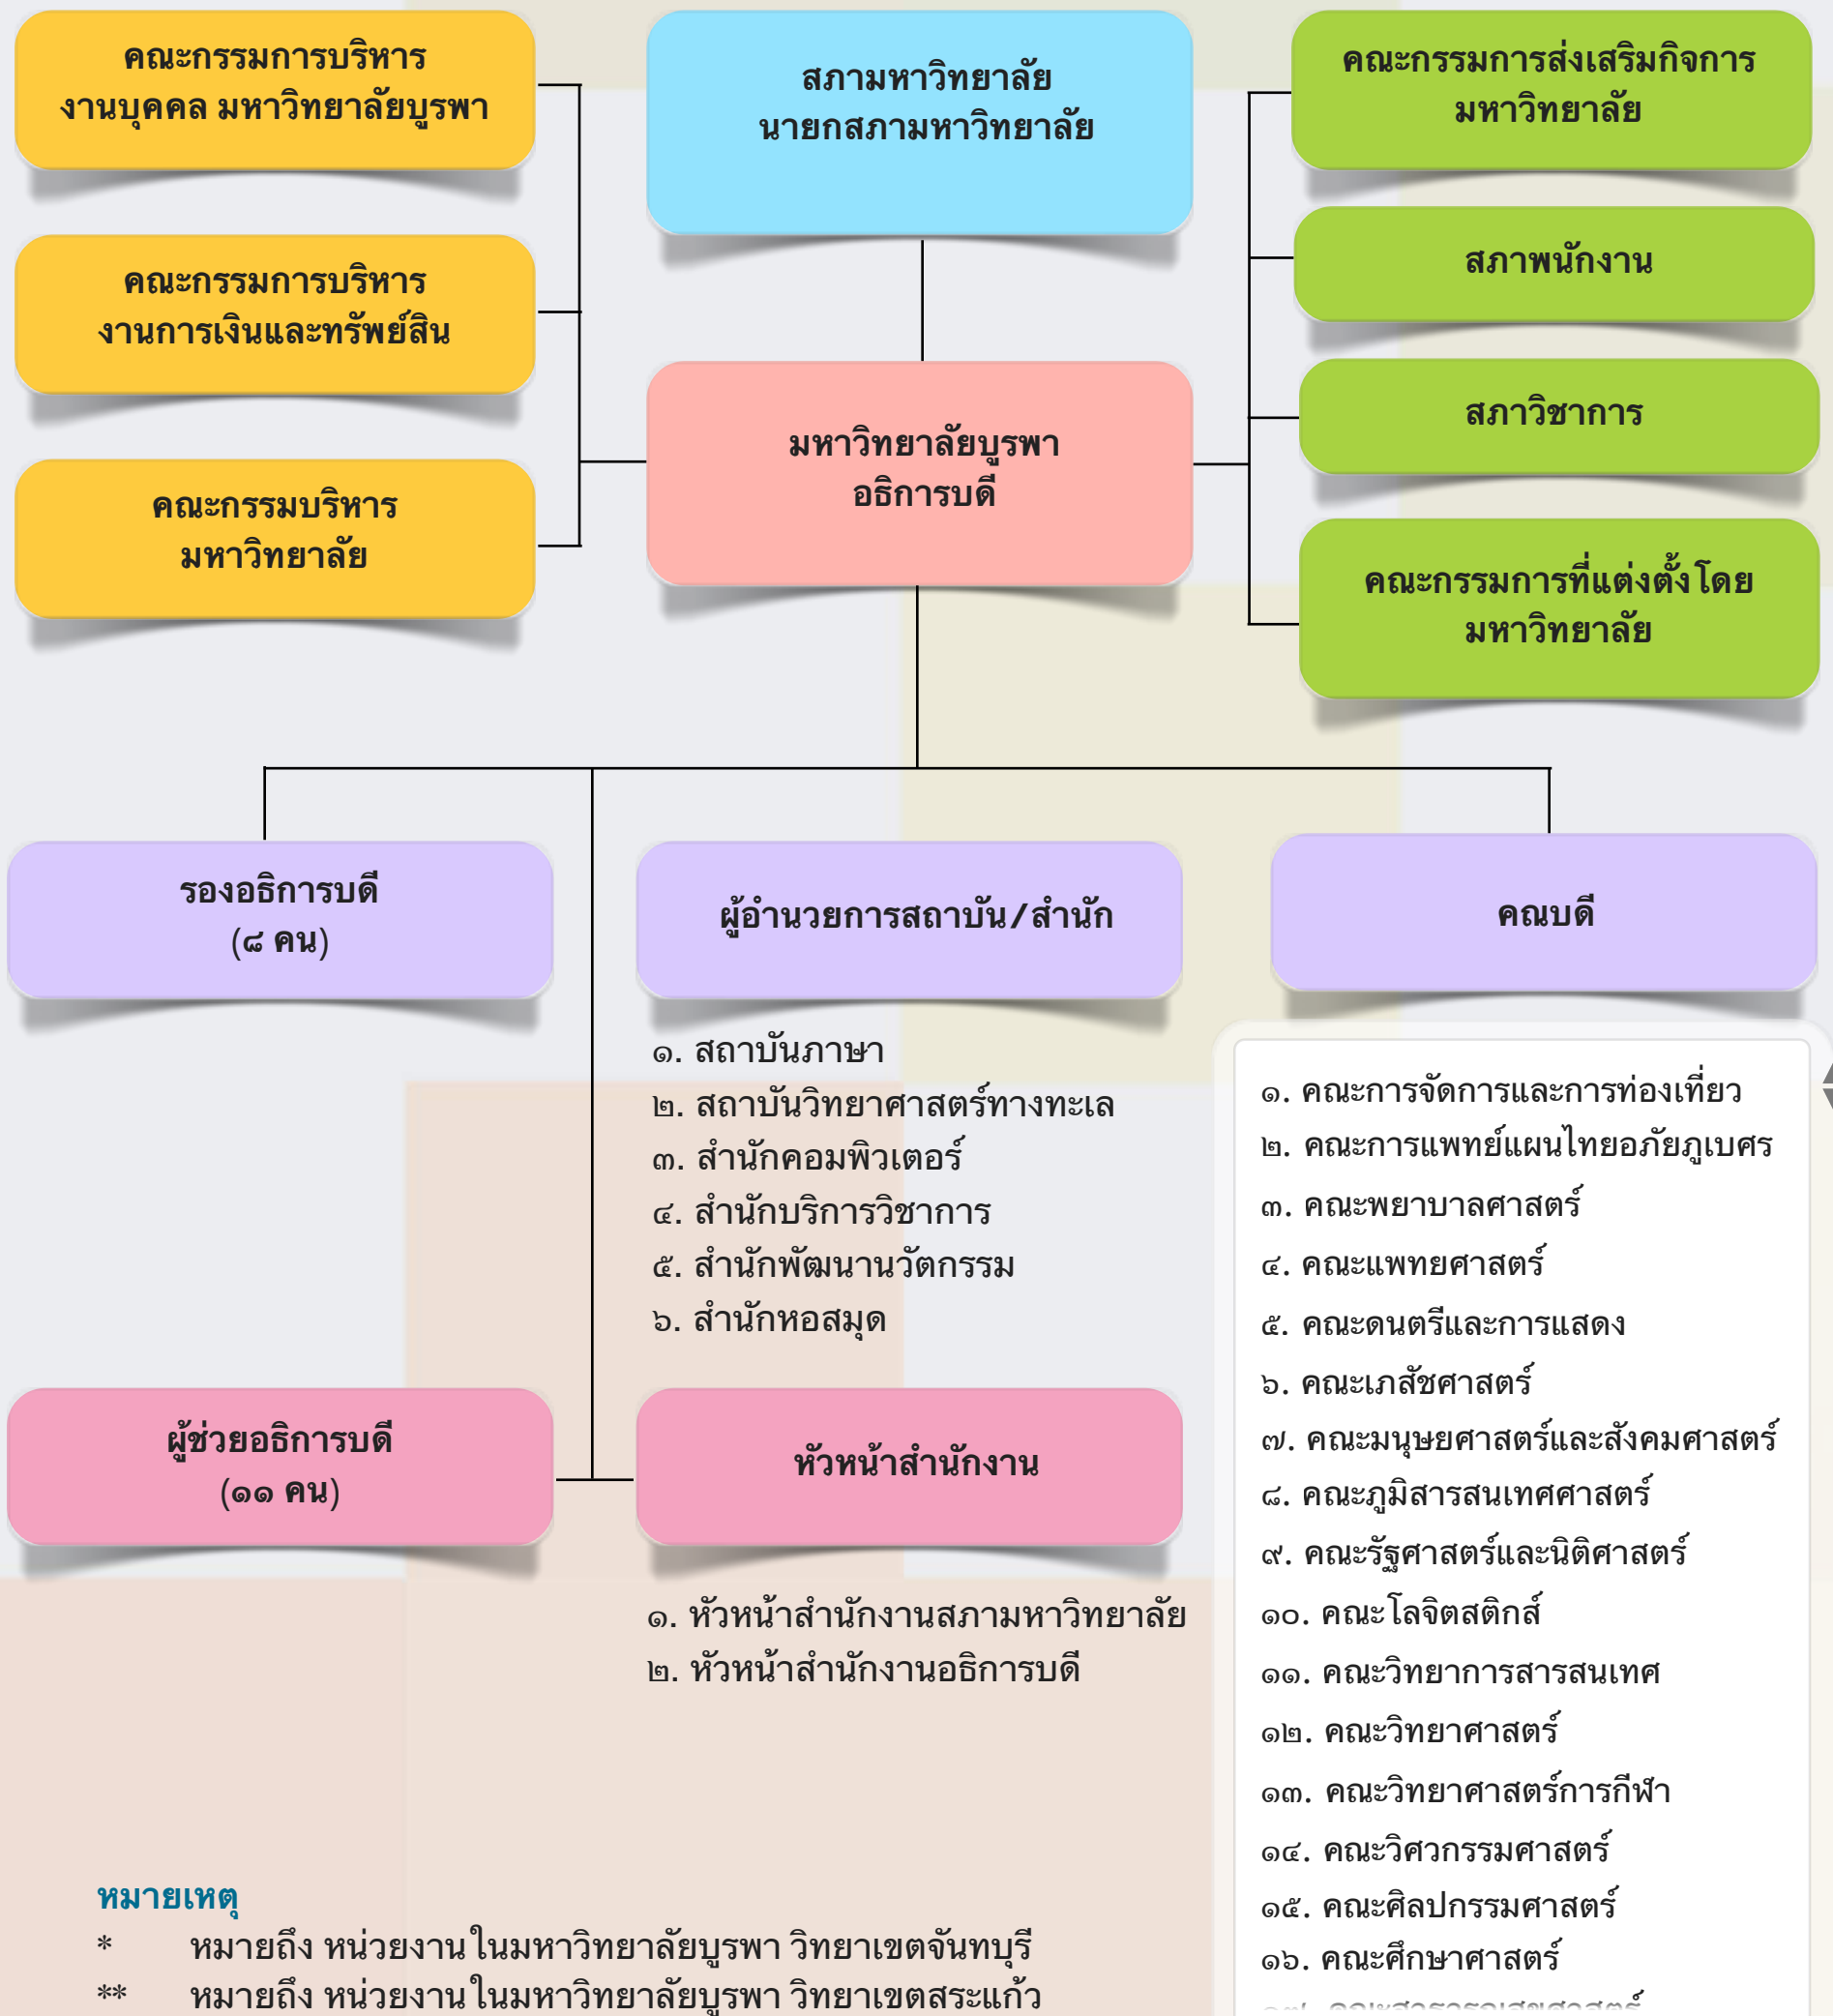 คณะกรรมการบริหาร
งานบุคคล มหาวิทยาลัยบูรพา
สภามหาวิทยาลัย
นายกสภามหาวิทยาลัย
คณะกรรมการส่งเสริมกิจการ
มหาวิทยาลัย
คณะกรรมการบริหาร
งานการเงินและทรัพย์สิน
สภาพนักงาน
สภาวิชาการ
มหาวิทยาลัยบูรพา
อธิการบดี
คณะกรรมบริหาร
มหาวิทยาลัย
คณะกรรมการที่แต่งตั้งโดย
มหาวิทยาลัย
รองอธิการบดี
(๘ คน)
ผู้อำนวยการสถาบัน/สำนัก
๑. สถาบันภาษา
๒. สถาบันวิทยาศาสตร์ทางทะเล
๓. สำนักคอมพิวเตอร์
๔. สำนักบริการวิชาการ
๕. สำนักพัฒนานวัตกรรม
๖. สำนักหอสมุด
ผู้ช่วยอธิการบดี
(๑๑ คน)
หัวหน้าสำนักงาน
๑. หัวหน้าสำนักงานสภามหาวิทยาลัย
๒. หัวหน้าสำนักงานอธิการบดี
คณบดี
๑. คณะการจัดการและการท่องเที่ยว
๒. คณะการแพทย์แผนไทยอภัยภูเบศร
๓. คณะพยาบาลศาสตร์
๔. คณะแพทยศาสตร์
๕. คณะดนตรีและการแสดง
๖. คณะเภสัชศาสตร์
๗. คณะมนุษยศาสตร์และสังคมศาสตร์
๘. คณะภูมิสารสนเทศศาสตร์
๙. คณะรัฐศาสตร์และนิติศาสตร์
๑๐. คณะโลจิตสติกส์
๑๑. คณะวิทยาการสารสนเทศ
๑๒. คณะวิทยาศาสตร์
๑๓. คณะวิทยาศาสตร์การกีฬา
๑๔. คณะวิศวกรรมศาสตร์
๑๕. คณะศิลปกรรมศาสตร์
๑๖. คณะศึกษาศาสตร์
๑๗. คณะสาธารณสุขศาสตร์
หมายเหตุ
* หมายถึง หน่วยงานในมหาวิทยาลัยบูรพา วิทยาเขตจันทบุรี
** หมายถึง หน่วยงานในมหาวิทยาลัยบูรพา วิทยาเขตสระแก้ว